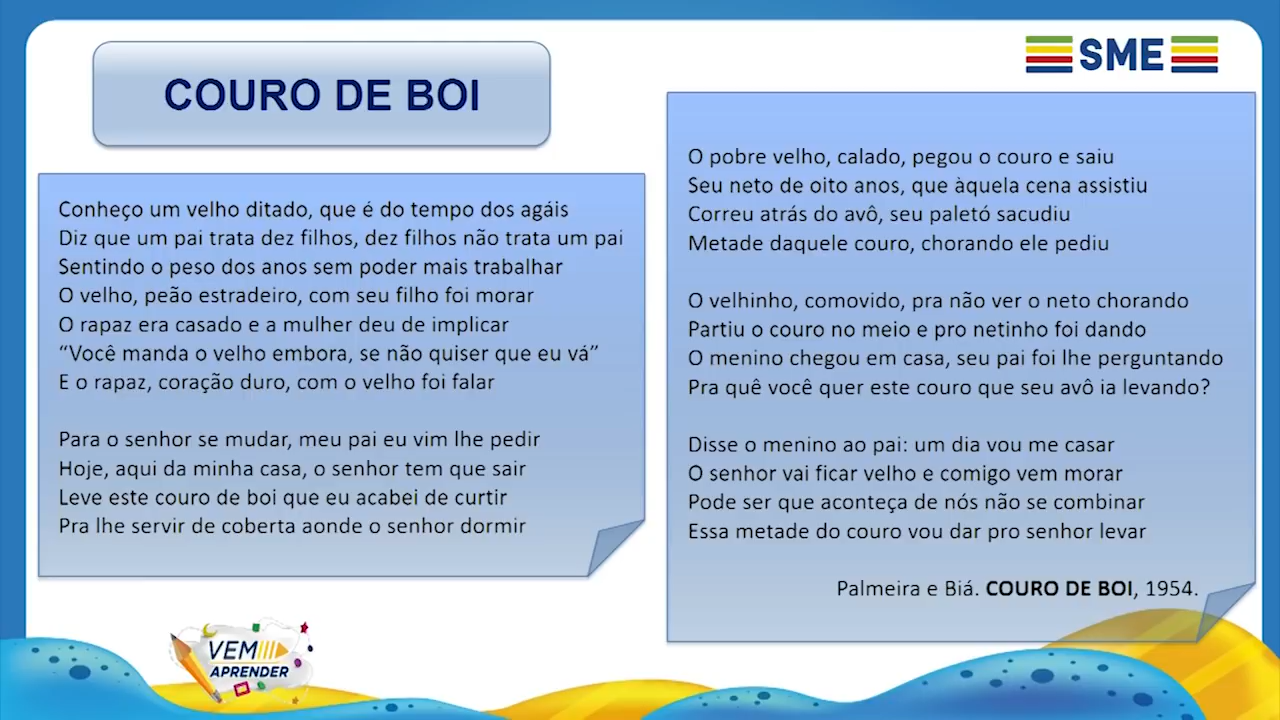 COURO DE BOI
SME
Conheço um velho ditado, que é do tempo dos agáis
Diz que um pai trata dez filhos, dez filhos não trata um pai
Sentindo o peso dos anos sem poder mais trabalhar
O velho, peão estradeiro, com seu filho foi morar
O rapaz era casado e a mulher deu de implicar
“Você manda o velho embora, se não quiser que eu vá”
E o rapaz, coração duro, com o velho foi falar
Para o senhor se mudar, meu pai eu vim lhe pedir
Hoje, aqui da minha casa, o senhor tem que sair
Leve este couro de boi que eu acabei de curtir
Pra lhe servir de coberta aonde o senhor dormir
O pobre velho, calado, pegou o couro e saiu
Seu neto de oito anos, que àquela cena assistiu
Correu atrás do avô, seu paletó sacudiu
Metade daquele couro, chorando ele pediu
O velhinho, comovido, pra não ver o neto chorando
Partiu o couro no meio e pro netinho foi dando
O menino chegou em casa, seu pai foi lhe perguntando
Pra quê você quer este couro que seu avô ia levando?
Disse o menino ao pai: um dia vou me casar
O senhor vai ficar velho e comigo vem morar
Pode ser que aconteça de nós não se combinar
Essa metade do couro vou dar pro senhor levar
Palmeira e Biá. COURO DE BOI, 1954.
VEM
APRENDER